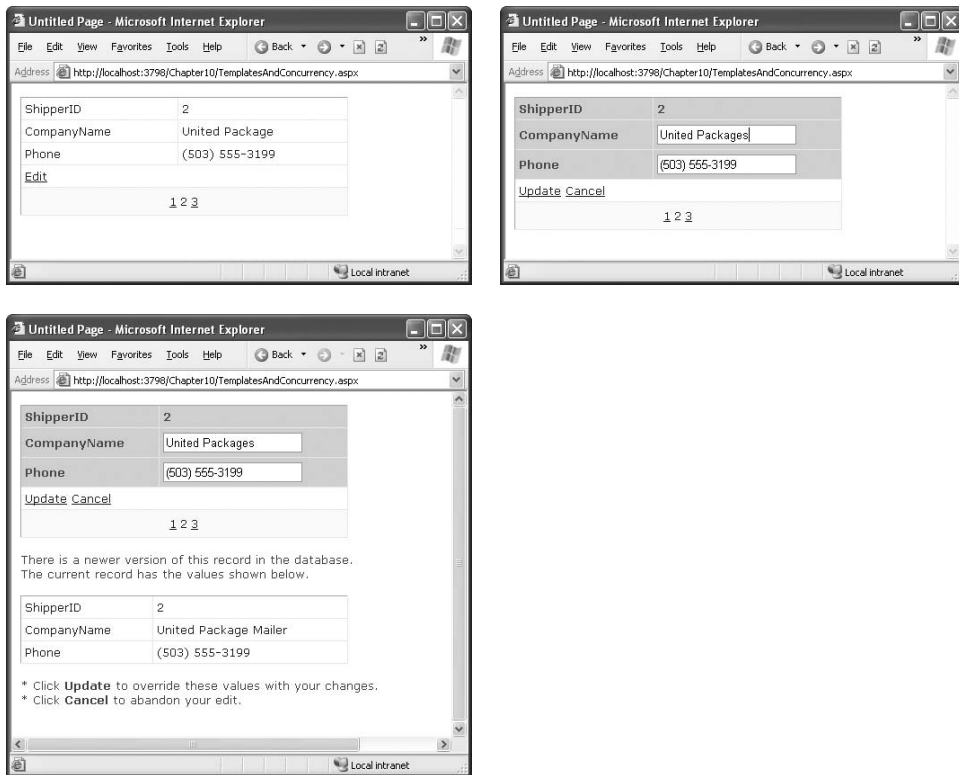 Untitled Page - Microsoft Internet Explorer
File Edit View Favorites Tools Help Back »
Address http://localhost:3798/Chapter10/TemplatesAndConcurrency.aspx
ShipperID 2
CompanyName United Package
Phone (503) 555-3199
Edit
1 2 3
Local intranet
Untitled Page - Microsoft Internet Explorer
File Edit View Favorites Tools Help Back »
Address http://localhost:3798/Chapter10/TemplatesAndConcurrency.aspx
ShipperID 2
CompanyName United Packages
Phone (503) 555-3199
Update Cancel
1 2 3
Local intranet
Untitled Page - Microsoft Internet Explorer
File Edit View Favorites Tools Help Back »
Address http://localhost:3798/Chapter10/TemplatesAndConcurrency.aspx
ShipperID 2
CompanyName United Packages
Phone (503) 555-3199
Update Cancel
1 2 3
There is a newer version of this record in the database.
The current record has the values shown below.
ShipperID 2
CompanyName United Package Mailer
Phone (503) 555-3199
* Click Update to override these values with your changes.
* Click Cancel to abandon your edit.
Local intranet